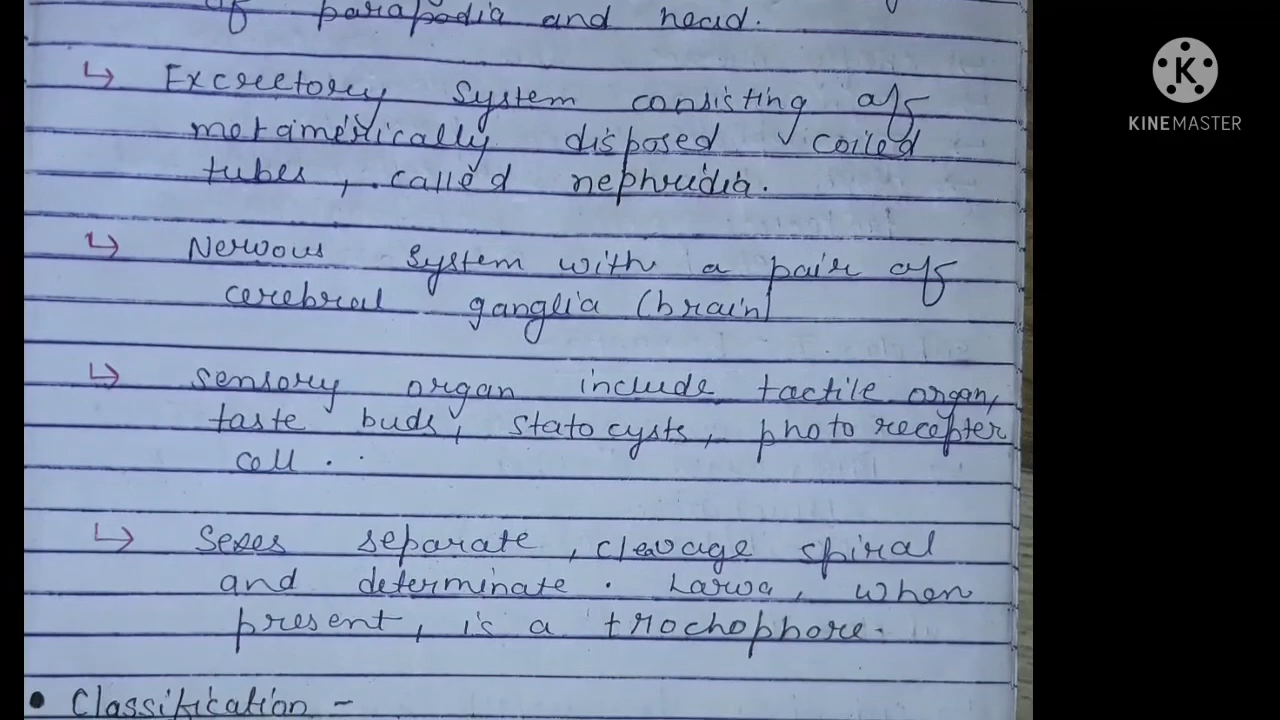 of parapodia and head.
↳ Excretory system consisting of
metamerically disposed coiled
tubes, called nephridia.
↳ Nervous system with a pair of
cerebral ganglia (brain)
↳ Sensory organ include tactile organ,
taste buds, statocysts, photo recepter
cell.
↳ Sexes separate, cleavage spiral
and determinate. Larva, when
present, is a trochophore.
• Classification -
K
KINEMASTER